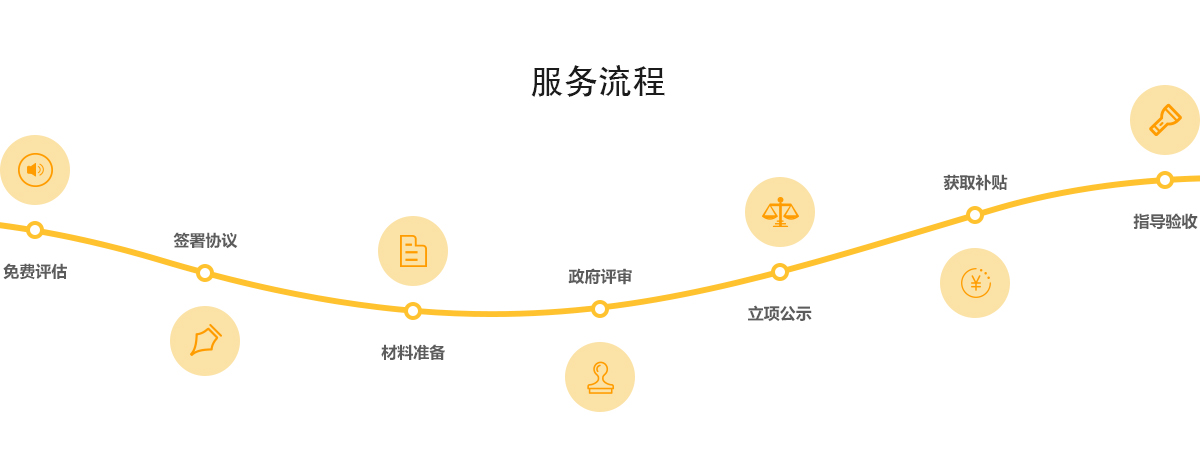 服务流程
免费评估
签署协议
材料准备
政府评审
立项公示
获取补贴
指导验收